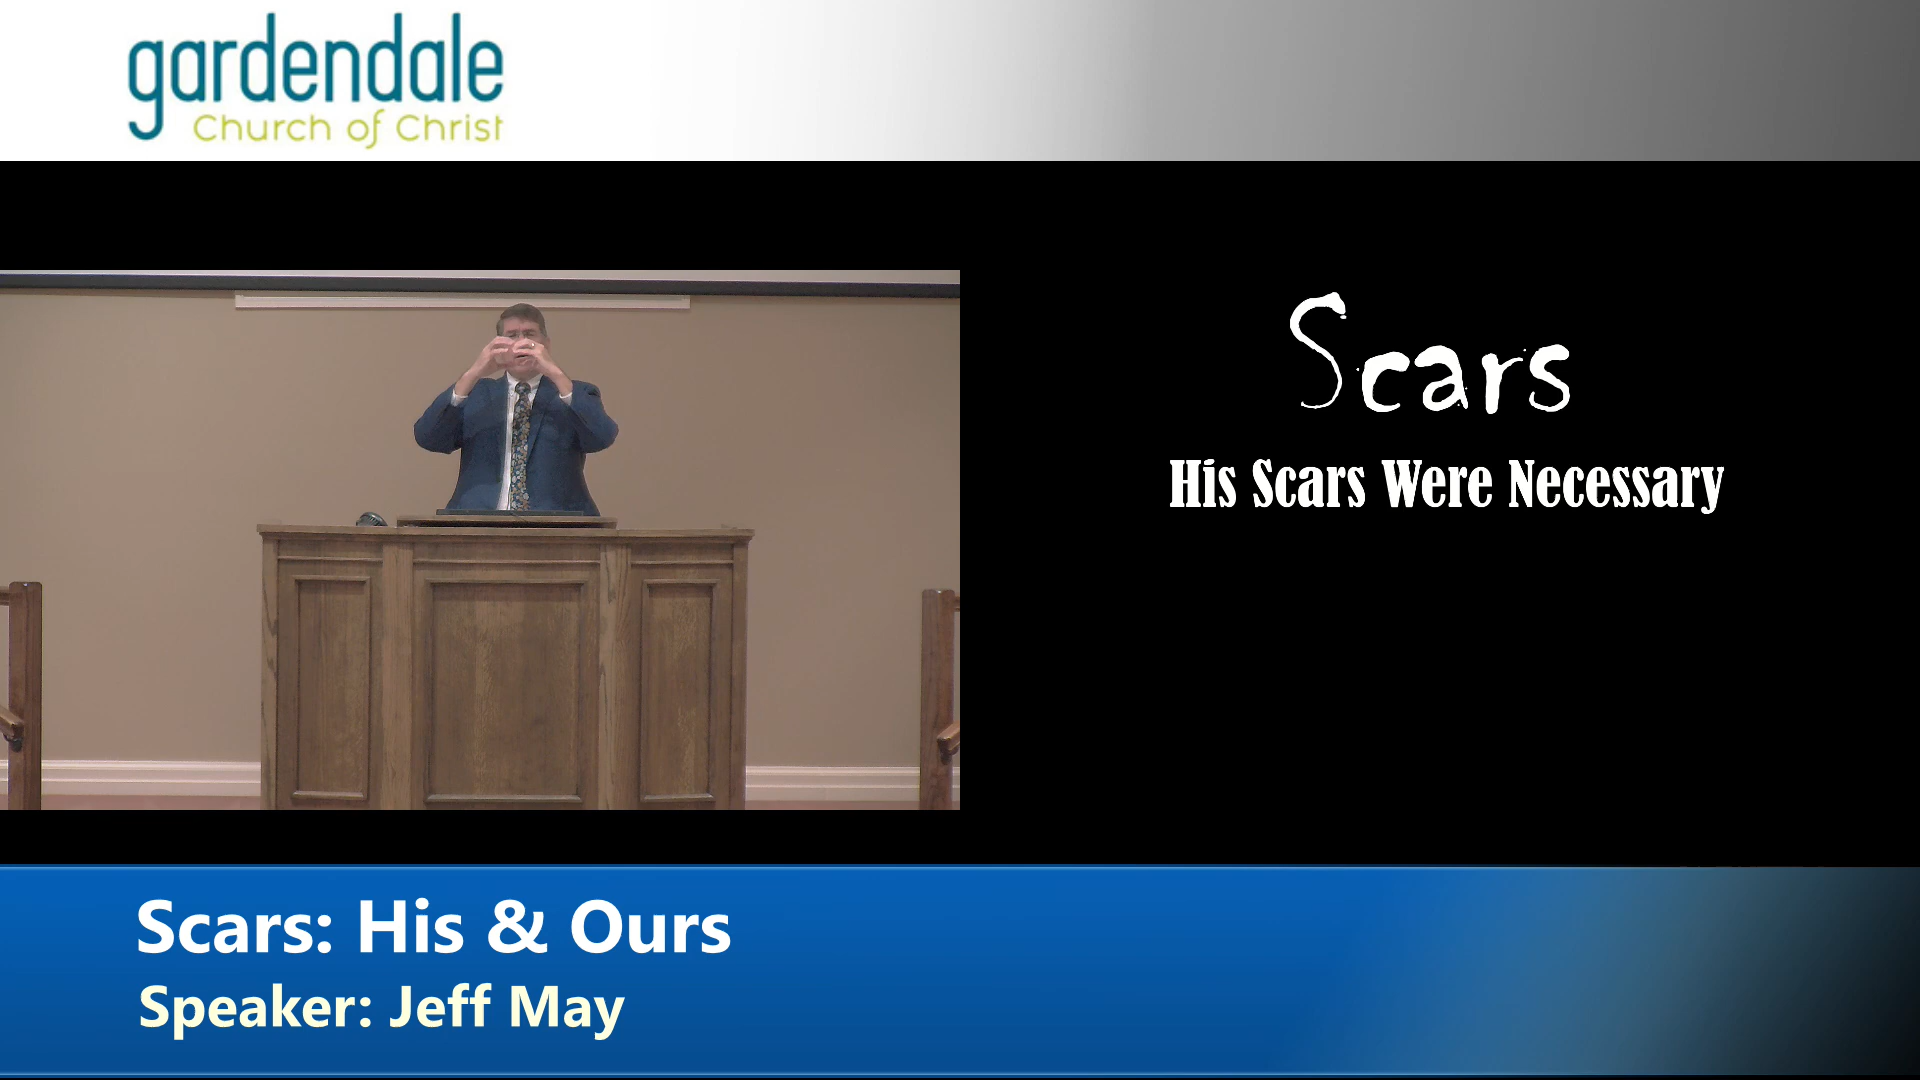 gardendale
Church of Christ
Scars
His Scars Were Necessary
Scars: His & Ours
Speaker: Jeff May